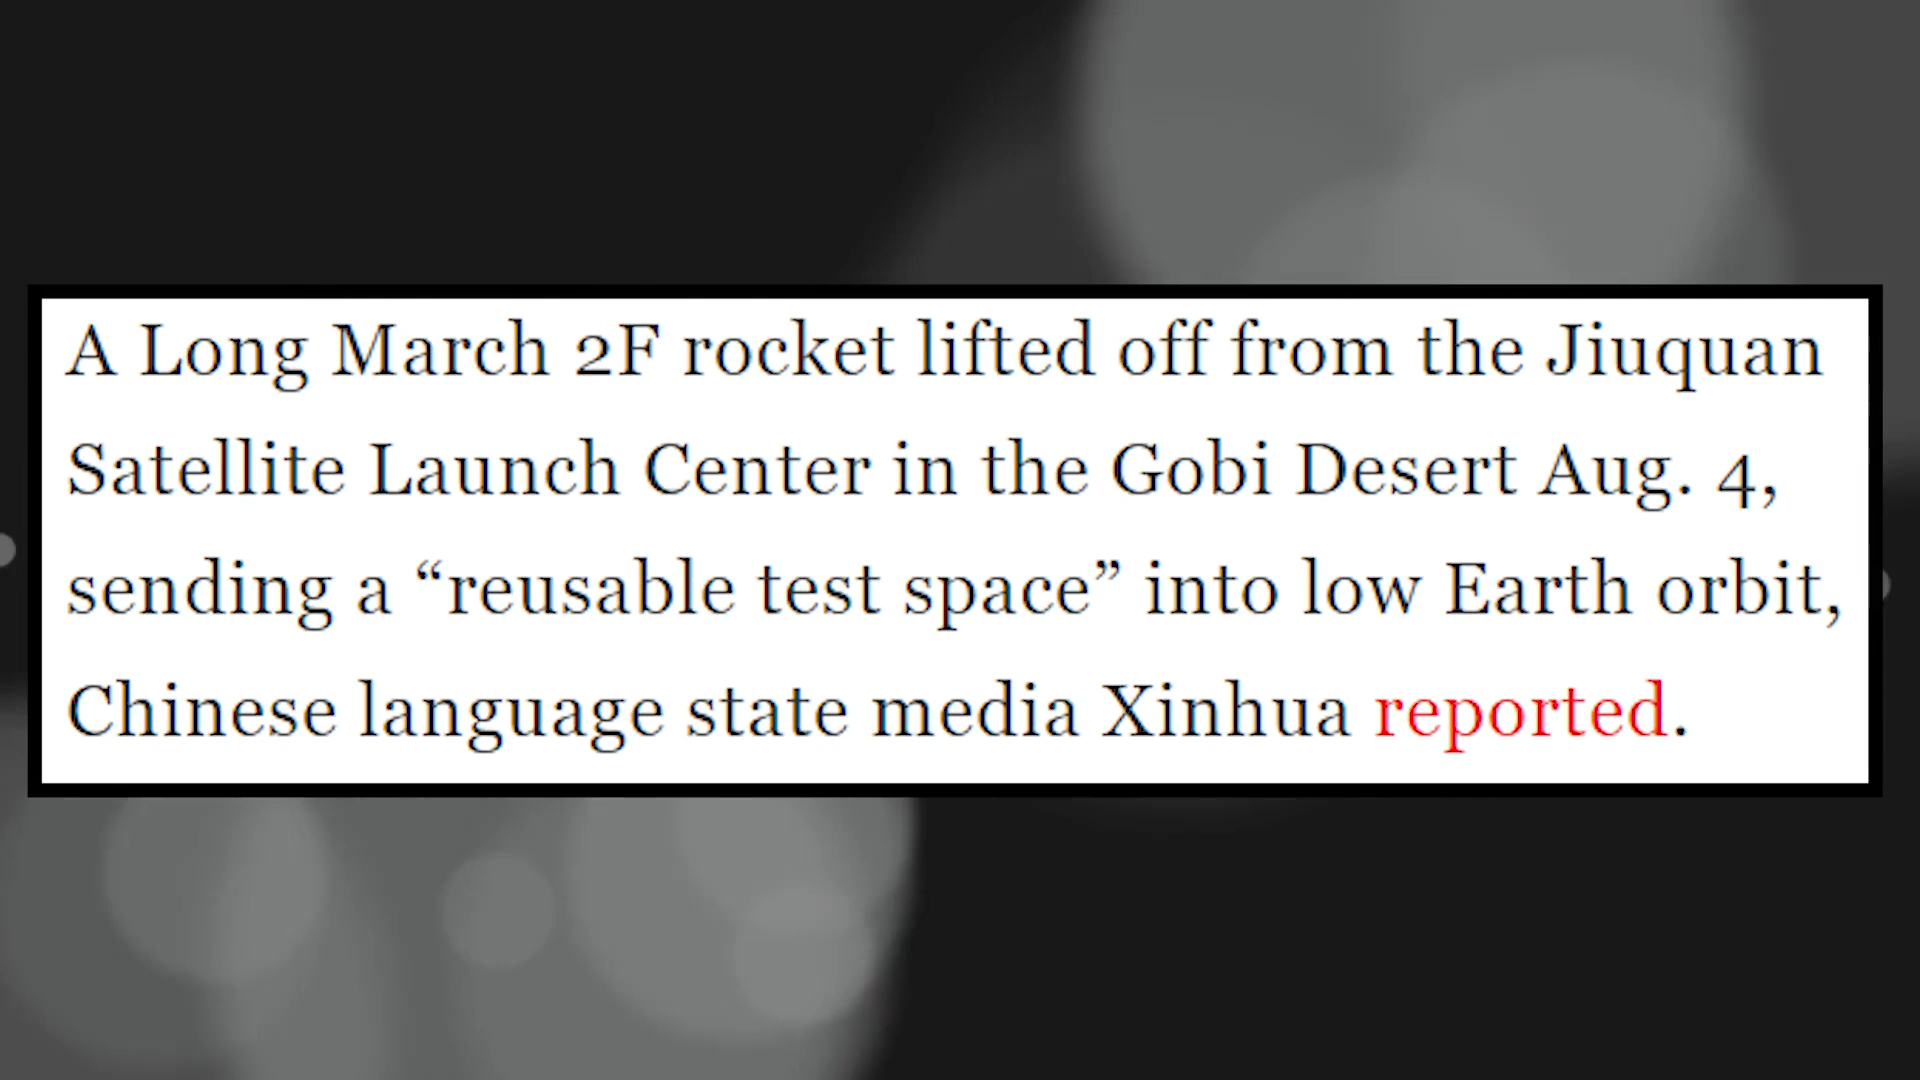 A Long March 2F rocket lifted off from the Jiuquan
Satellite Launch Center in the Gobi Desert Aug. 4,
sending a “reusable test space” into low Earth orbit,
Chinese language state media Xinhua reported.